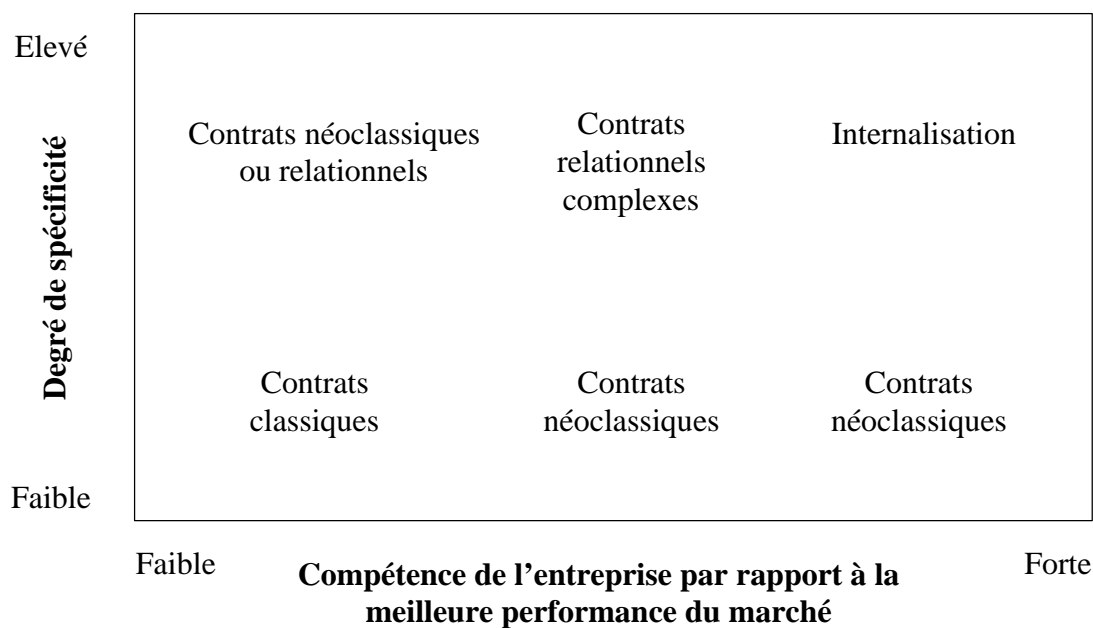 Elevé
Contrats néoclassiques
ou relationnels
Contrats
relationnels
complexes
Internalisation
Degré de spécificité
Contrats
classiques
Contrats
néoclassiques
Contrats
néoclassiques
Faible
Faible
Compétence de l’entreprise par rapport à la
meilleure performance du marché
Forte